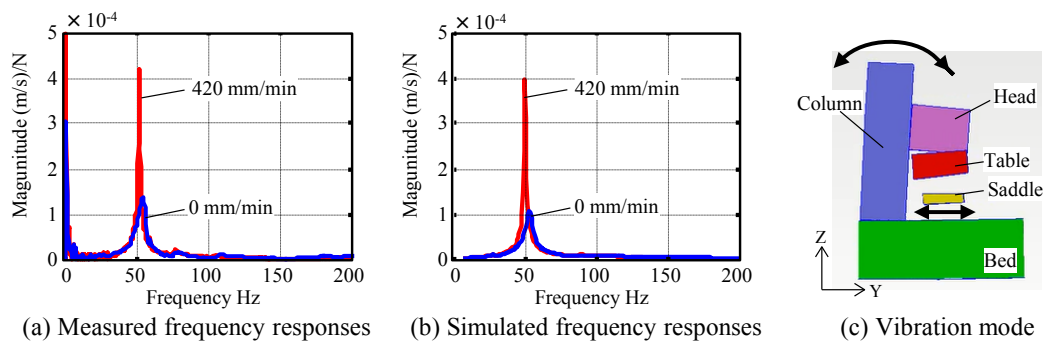 × 10⁻⁴
5
4
3
2
1
0
Magunitude (m/s)/N
420 mm/min
0 mm/min
0 50 100 150 200
Frequency Hz
(a) Measured frequency responses
× 10⁻⁴
5
4
3
2
1
0
Magunitude (m/s)/N
420 mm/min
0 mm/min
0 50 100 150 200
Frequency Hz
(b) Simulated frequency responses
Column
Head
Table
Saddle
Bed
Z
Y
(c) Vibration mode